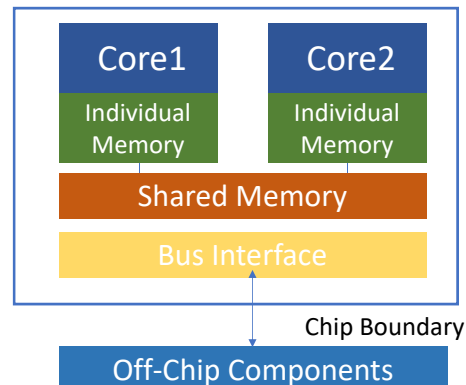 Core1
Core2
Individual
Memory
Individual
Memory
Shared Memory
Bus Interface
Chip Boundary
Off-Chip Components